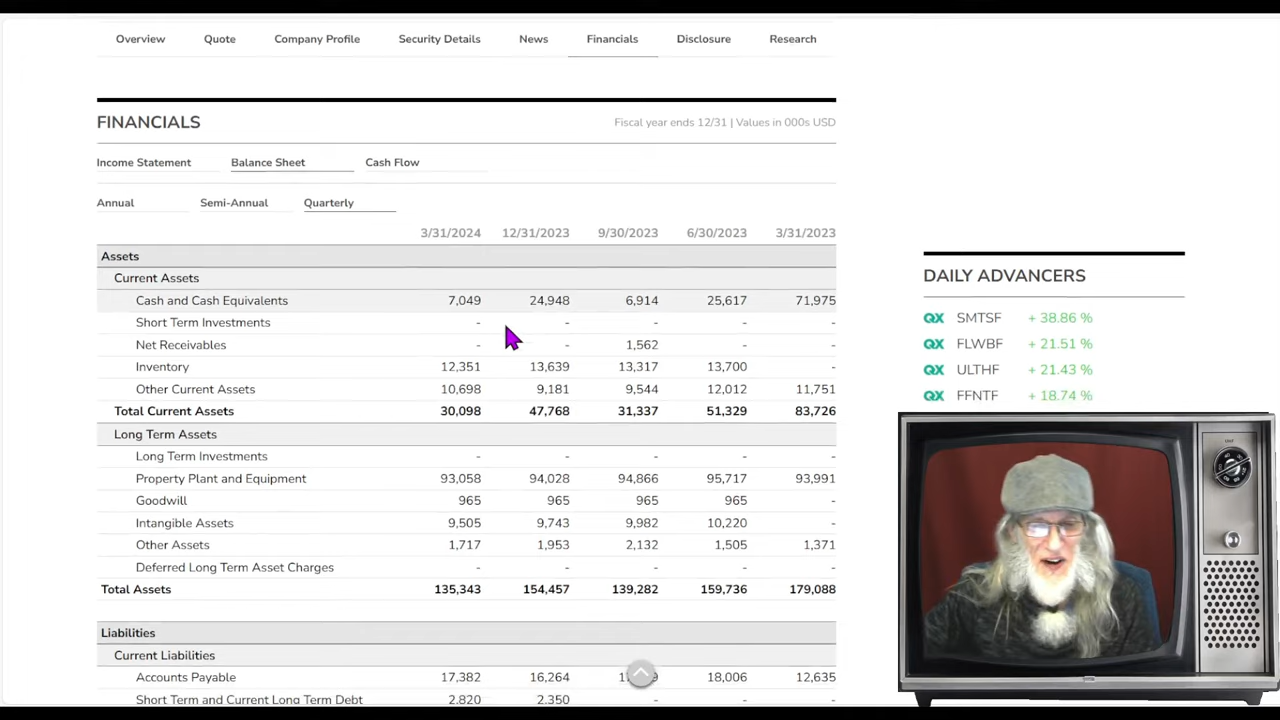 Overview Quote Company Profile Security Details News Financials Disclosure Research
FINANCIALS Fiscal year ends 12/31 | Values in 000s USD
Income Statement Balance Sheet Cash Flow
Annual Semi-Annual Quarterly
3/31/2024 12/31/2023 9/30/2023 6/30/2023 3/31/2023
Assets
Current Assets
Cash and Cash Equivalents 7,049 24,948 6,914 25,617 71,975
Short Term Investments - - - - -
Net Receivables - - 1,562 - -
Inventory 12,351 13,639 13,317 13,700 -
Other Current Assets 10,698 9,181 9,544 12,012 11,751
Total Current Assets 30,098 47,768 31,337 51,329 83,726
Long Term Assets
Long Term Investments - - - - -
Property Plant and Equipment 93,058 94,028 94,866 95,717 93,991
Goodwill 965 965 965 965 -
Intangible Assets 9,505 9,743 9,982 10,220 -
Other Assets 1,717 1,953 2,132 1,505 1,371
Deferred Long Term Asset Charges - - - - -
Total Assets 135,343 154,457 139,282 159,736 179,088
Liabilities
Current Liabilities
Accounts Payable 17,382 16,264 18,006 12,635
Short Term and Current Long Term Debt 2,820 2,350 - - -
DAILY ADVANCERS
QX SMTSF + 38.86 %
QX FLWBF + 21.51 %
QX ULTHF + 21.43 %
QX FFNTF + 18.74 %